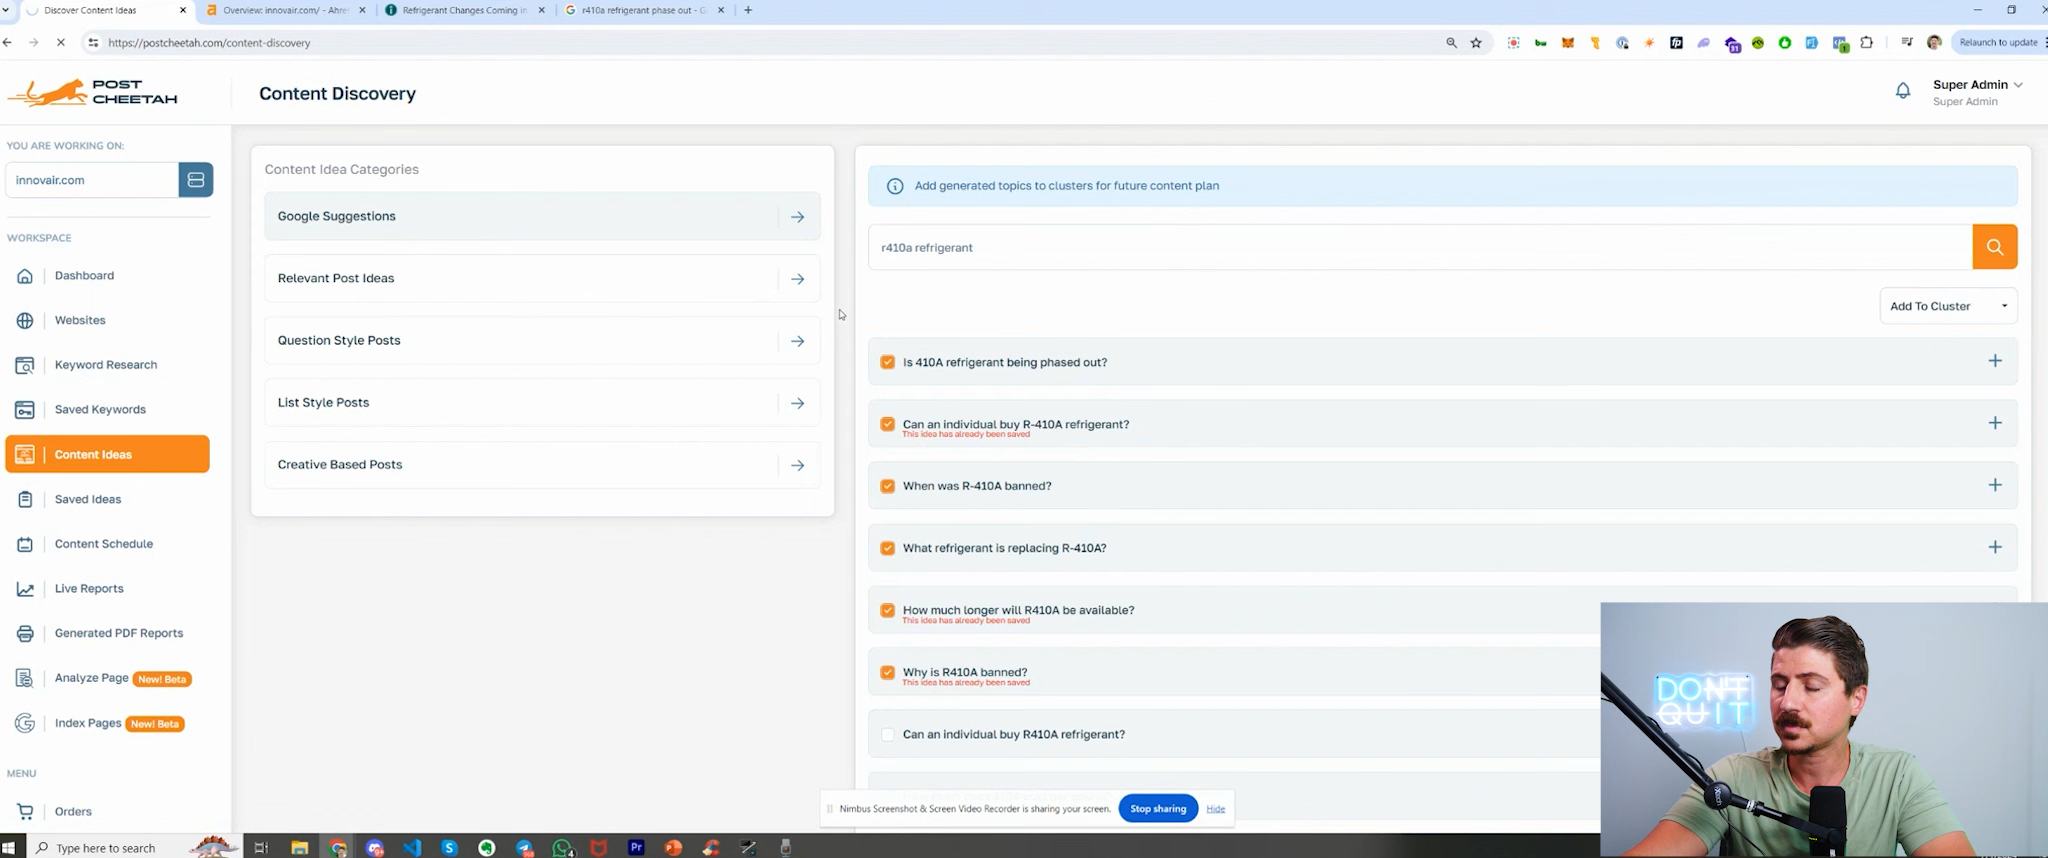 Discover Content Ideas
Overview: innovair.com/ - Ahre
Refrigerant Changes Coming in
r410a refrigerant phase out - G
https://postcheetah.com/content-discovery
Relaunch to update
POST
CHEETAH
Content Discovery
Super Admin
Super Admin
YOU ARE WORKING ON:
innovair.com
WORKSPACE
Dashboard
Websites
Keyword Research
Saved Keywords
Content Ideas
Saved Ideas
Content Schedule
Live Reports
Generated PDF Reports
Analyze Page New! Beta
Index Pages New! Beta
MENU
Orders
Content Idea Categories
Google Suggestions
Relevant Post Ideas
Question Style Posts
List Style Posts
Creative Based Posts
Add generated topics to clusters for future content plan
r410a refrigerant
Add To Cluster
Is 410A refrigerant being phased out?
Can an individual buy R-410A refrigerant?
This idea has already been saved
When was R-410A banned?
What refrigerant is replacing R-410A?
How much longer will R410A be available?
This idea has already been saved
Why is R410A banned?
This idea has already been saved
Can an individual buy R410A refrigerant?
DON'T
QUIT
Nimbus Screenshot & Screen Video Recorder is sharing your screen.
Stop sharing
Hide
Type here to search